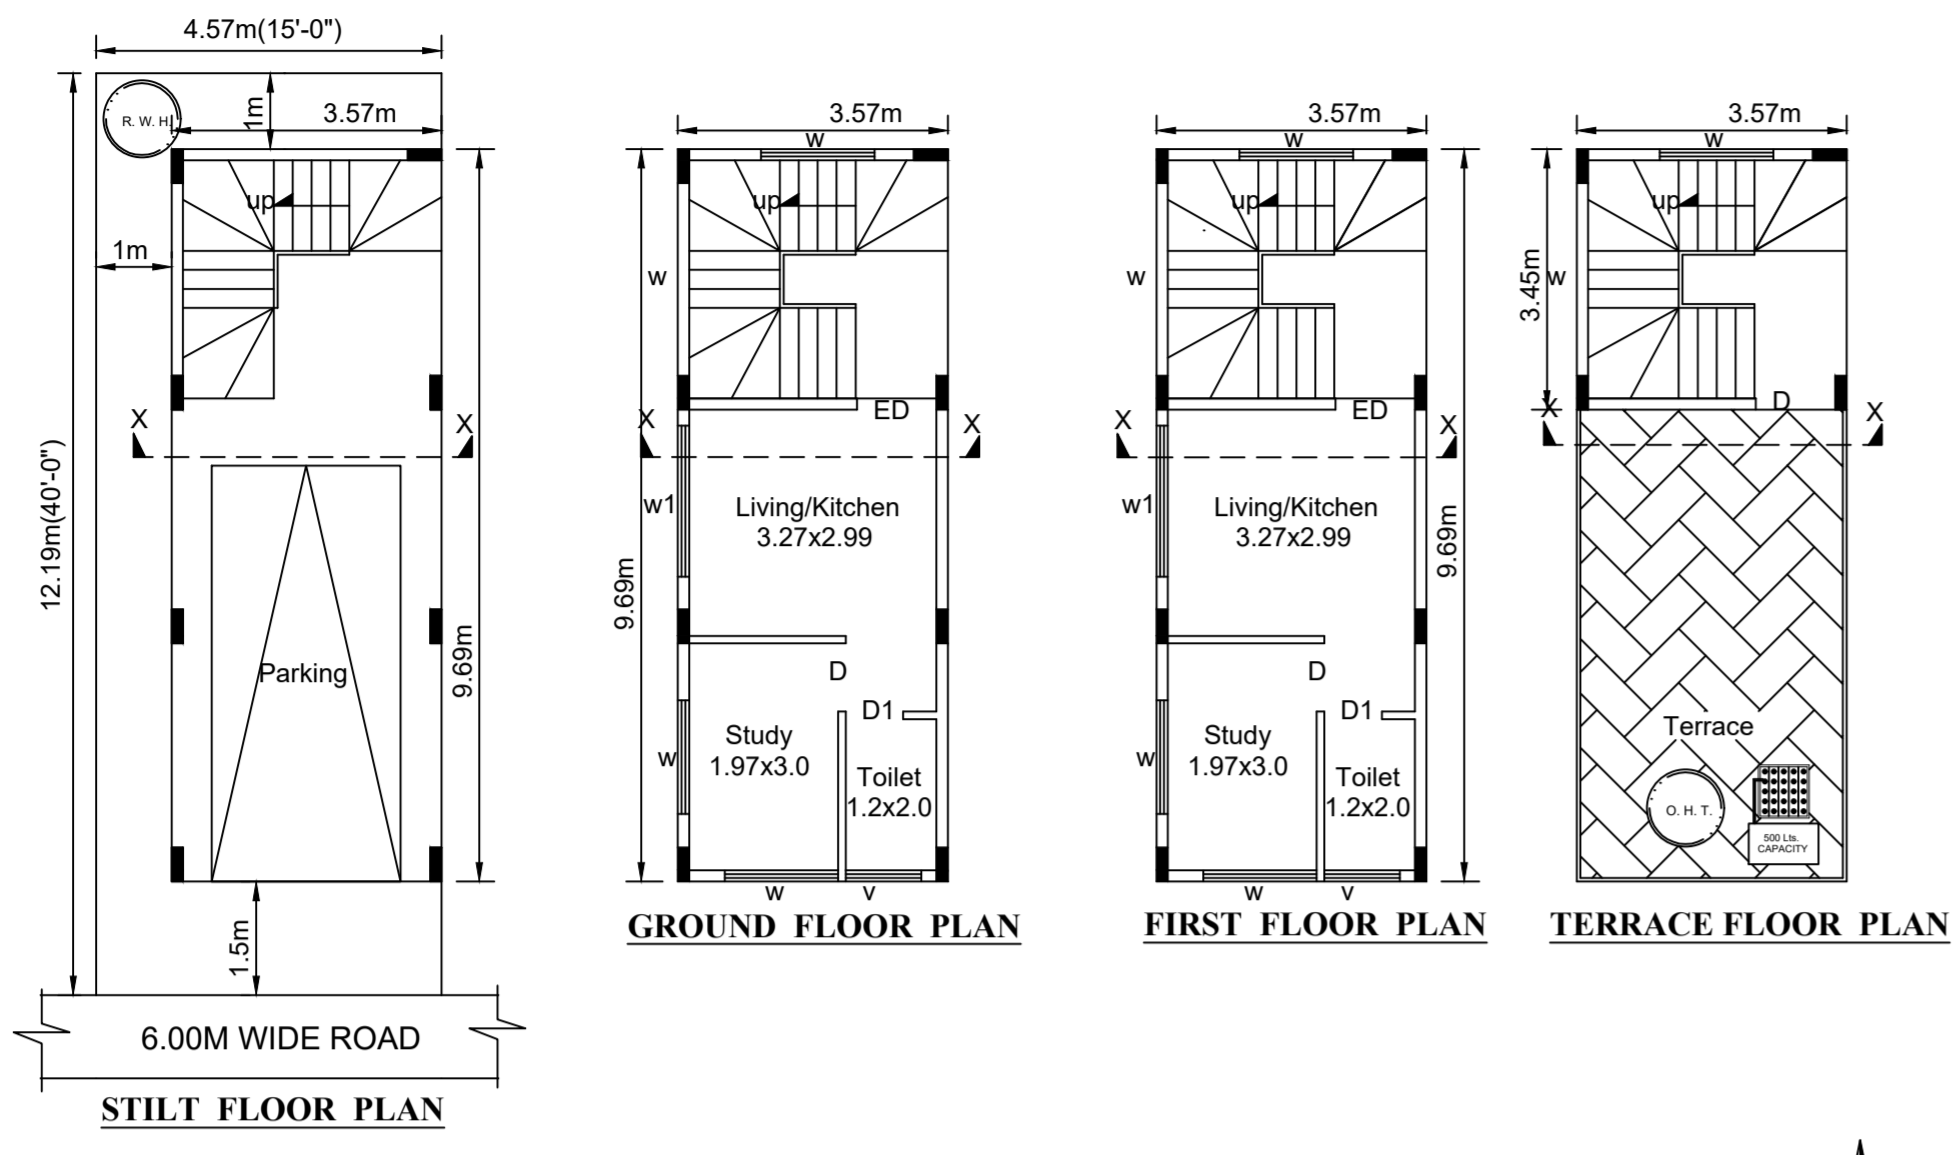 4.57m(15'-0")
R. W. H.
1m
3.57m
up
1m
X
X
12.19m(40'-0")
Parking
9.69m
1.5m
6.00M WIDE ROAD
STILT FLOOR PLAN
3.57m
w
up
w
ED
X
X
w1
Living/Kitchen
3.27x2.99
9.69m
D
D1
Study
1.97x3.0
w
Toilet
1.2x2.0
w
v
GROUND FLOOR PLAN
3.57m
w
up
w
ED
X
X
w1
Living/Kitchen
3.27x2.99
9.69m
D
D1
Study
1.97x3.0
w
Toilet
1.2x2.0
w
v
FIRST FLOOR PLAN
3.57m
w
up
3.45m
w
D
X
X
Terrace
O. H. T.
500 Lts.
CAPACITY
TERRACE FLOOR PLAN